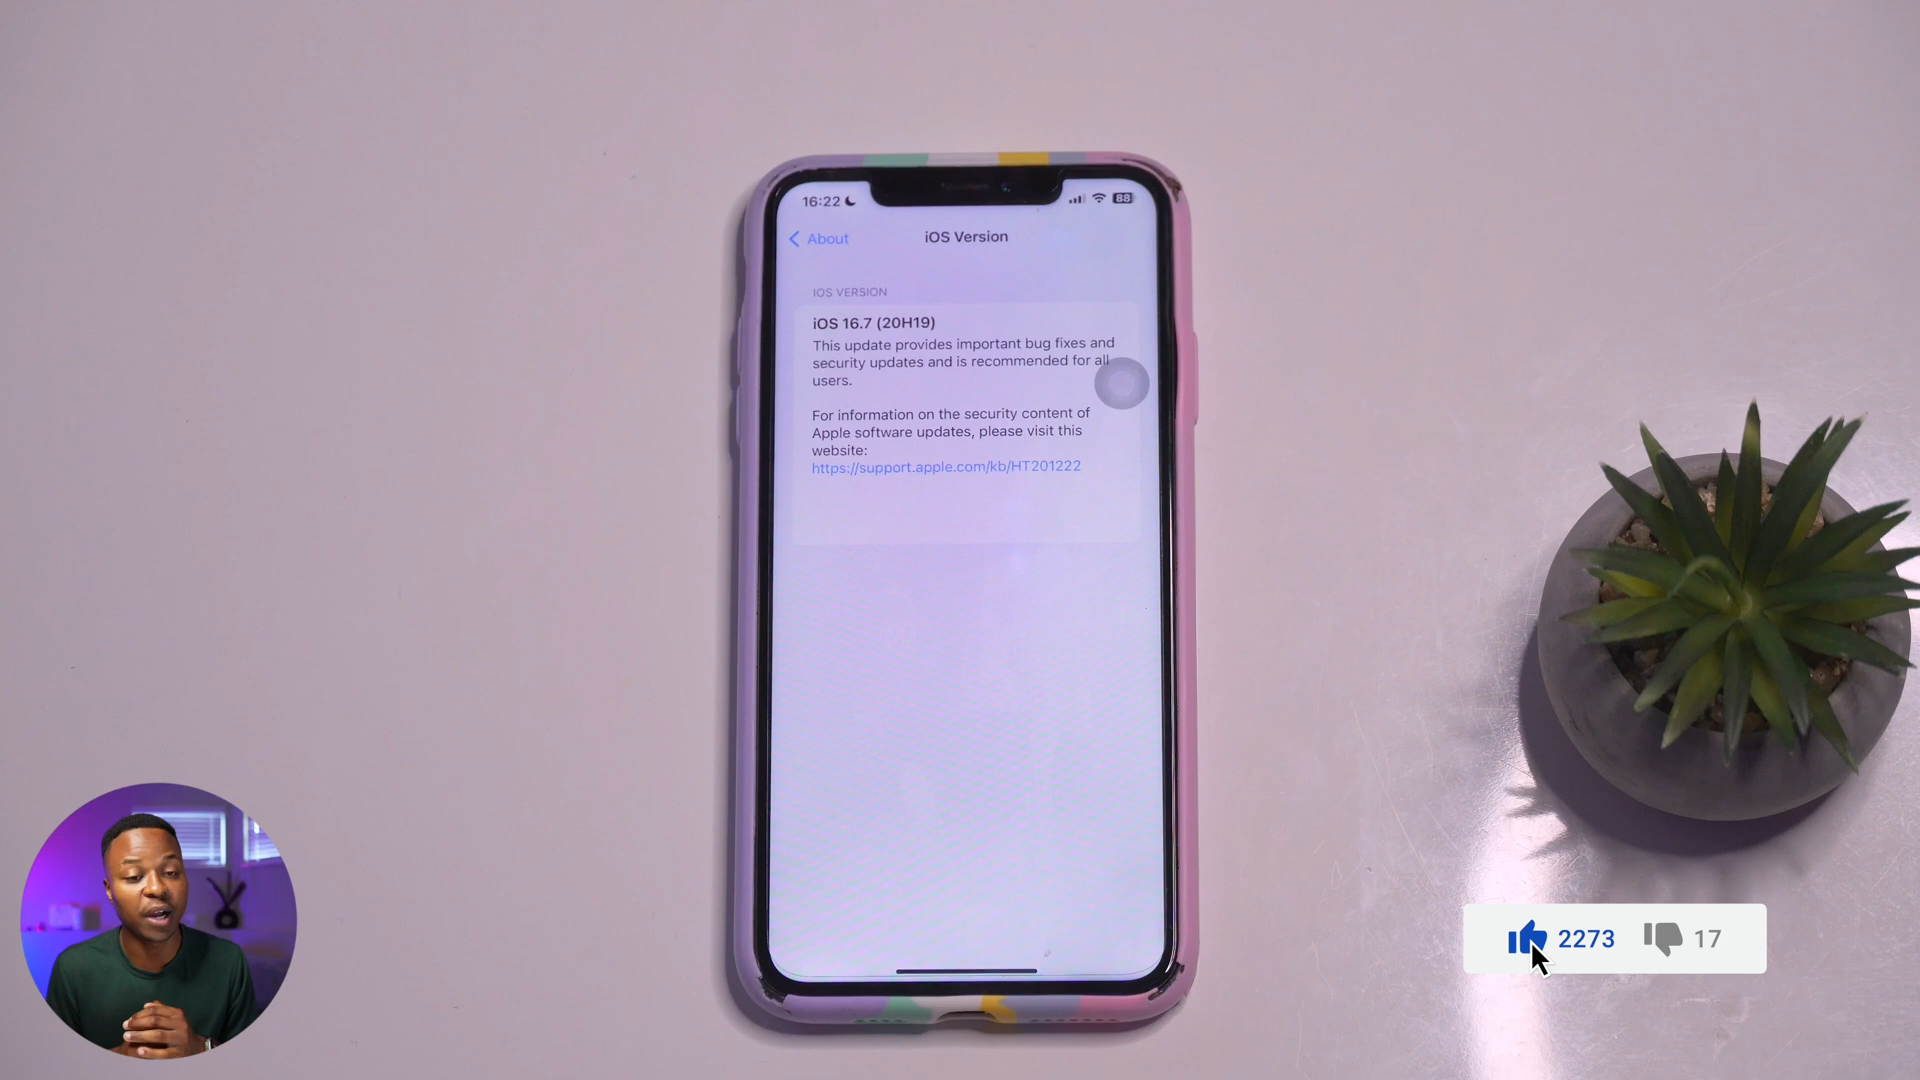 16:22
88
About
iOS Version
IOS VERSION
iOS 16.7 (20H19)
This update provides important bug fixes and
security updates and is recommended for all
users.
For information on the security content of
Apple software updates, please visit this
website:
https://support.apple.com/kb/HT201222
2273
17